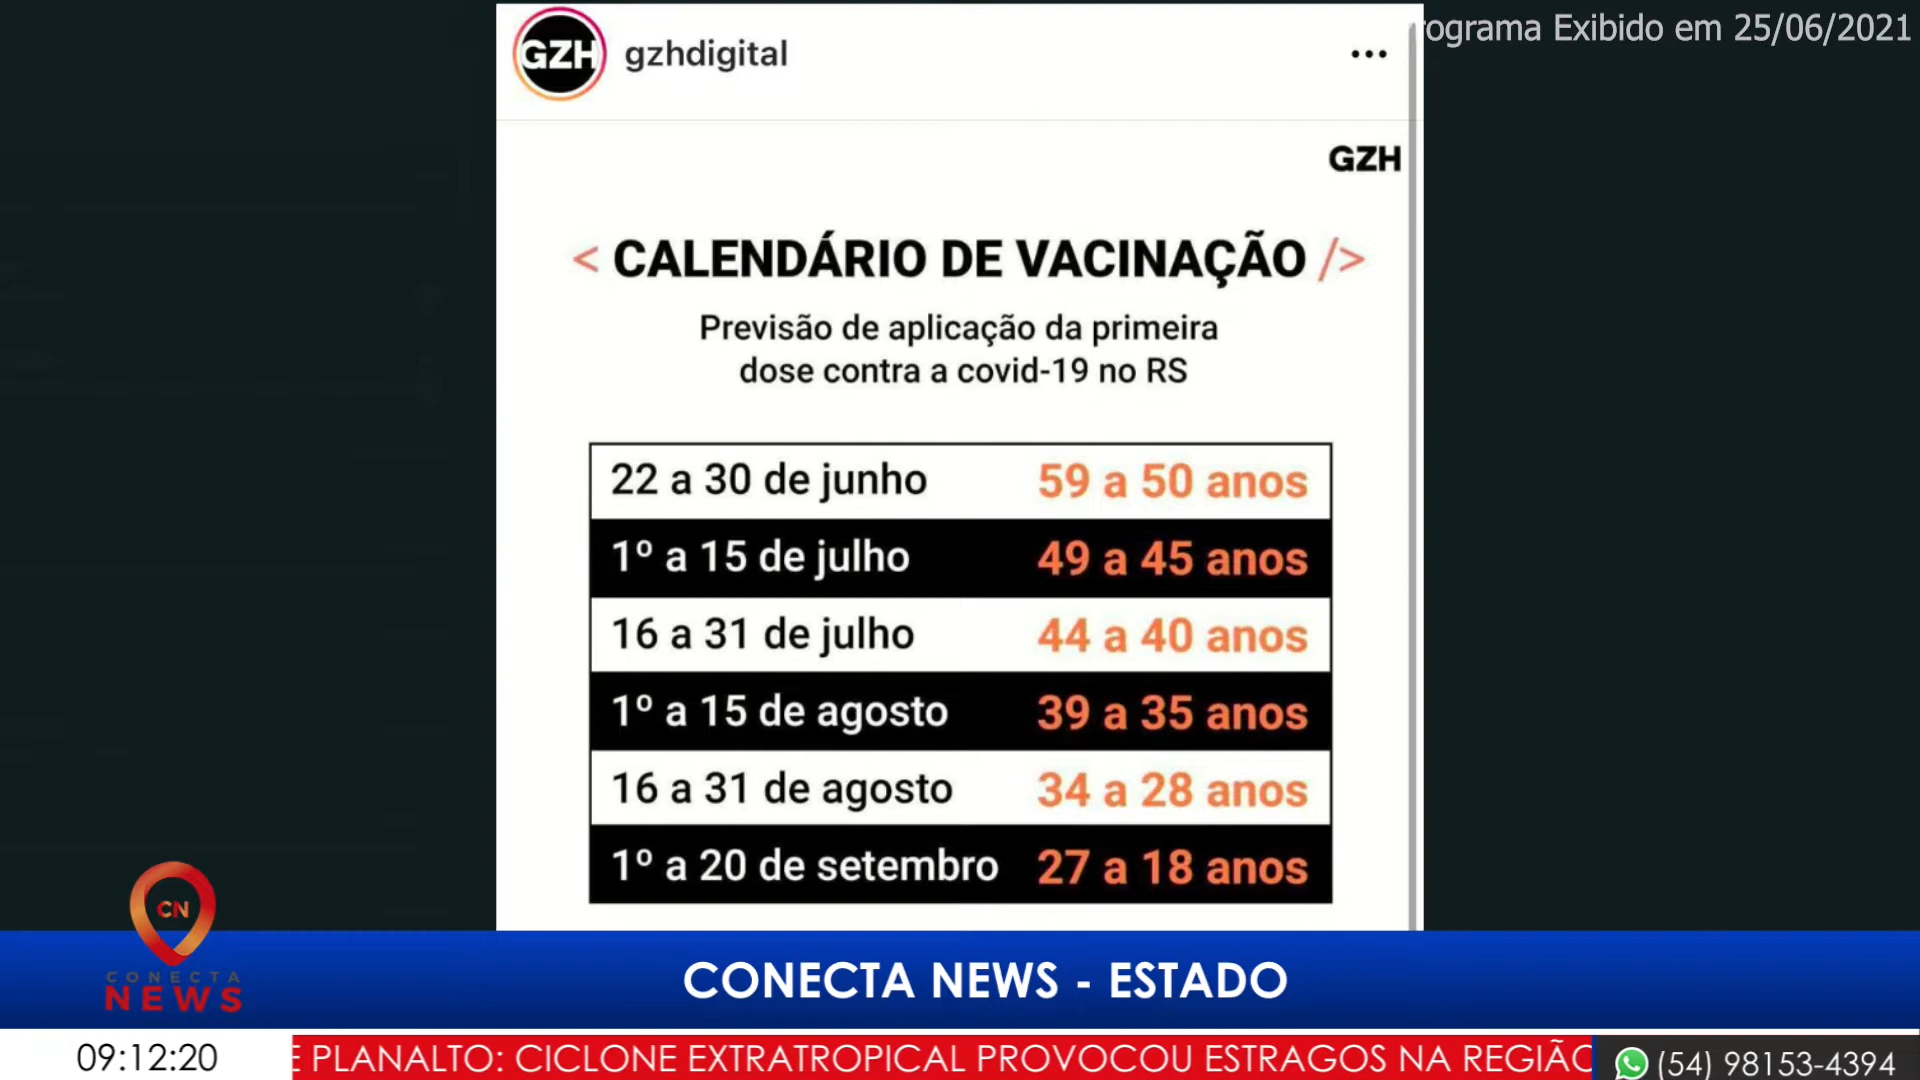 GZH gzhdigital
ograma Exibido em 25/06/2021
GZH
< CALENDÁRIO DE VACINAÇÃO />
Previsão de aplicação da primeira
dose contra a covid-19 no RS
22 a 30 de junho 59 a 50 anos
1º a 15 de julho 49 a 45 anos
16 a 31 de julho 44 a 40 anos
1º a 15 de agosto 39 a 35 anos
16 a 31 de agosto 34 a 28 anos
1º a 20 de setembro 27 a 18 anos
CN
CONECTA
NEWS
CONECTA NEWS - ESTADO
09:12:20
E PLANALTO: CICLONE EXTRATROPICAL PROVOCOU ESTRAGOS NA REGIÃO
(54) 98153-4394